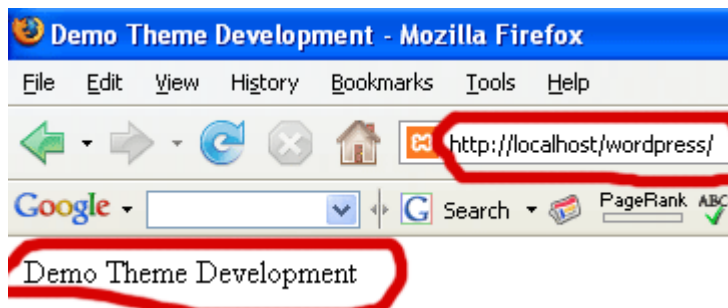 Demo Theme Development - Mozilla Firefox
File Edit View History Bookmarks Tools Help
http://localhost/wordpress/
Google G Search PageRank ABC
Demo Theme Development